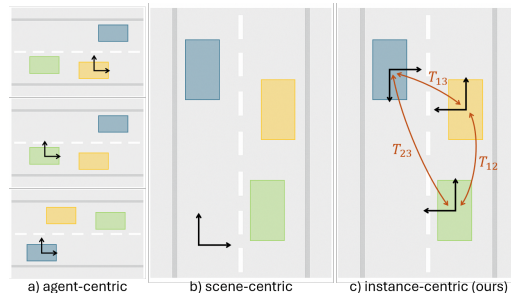 T13
T23
T12
a) agent-centric
b) scene-centric
c) instance-centric (ours)